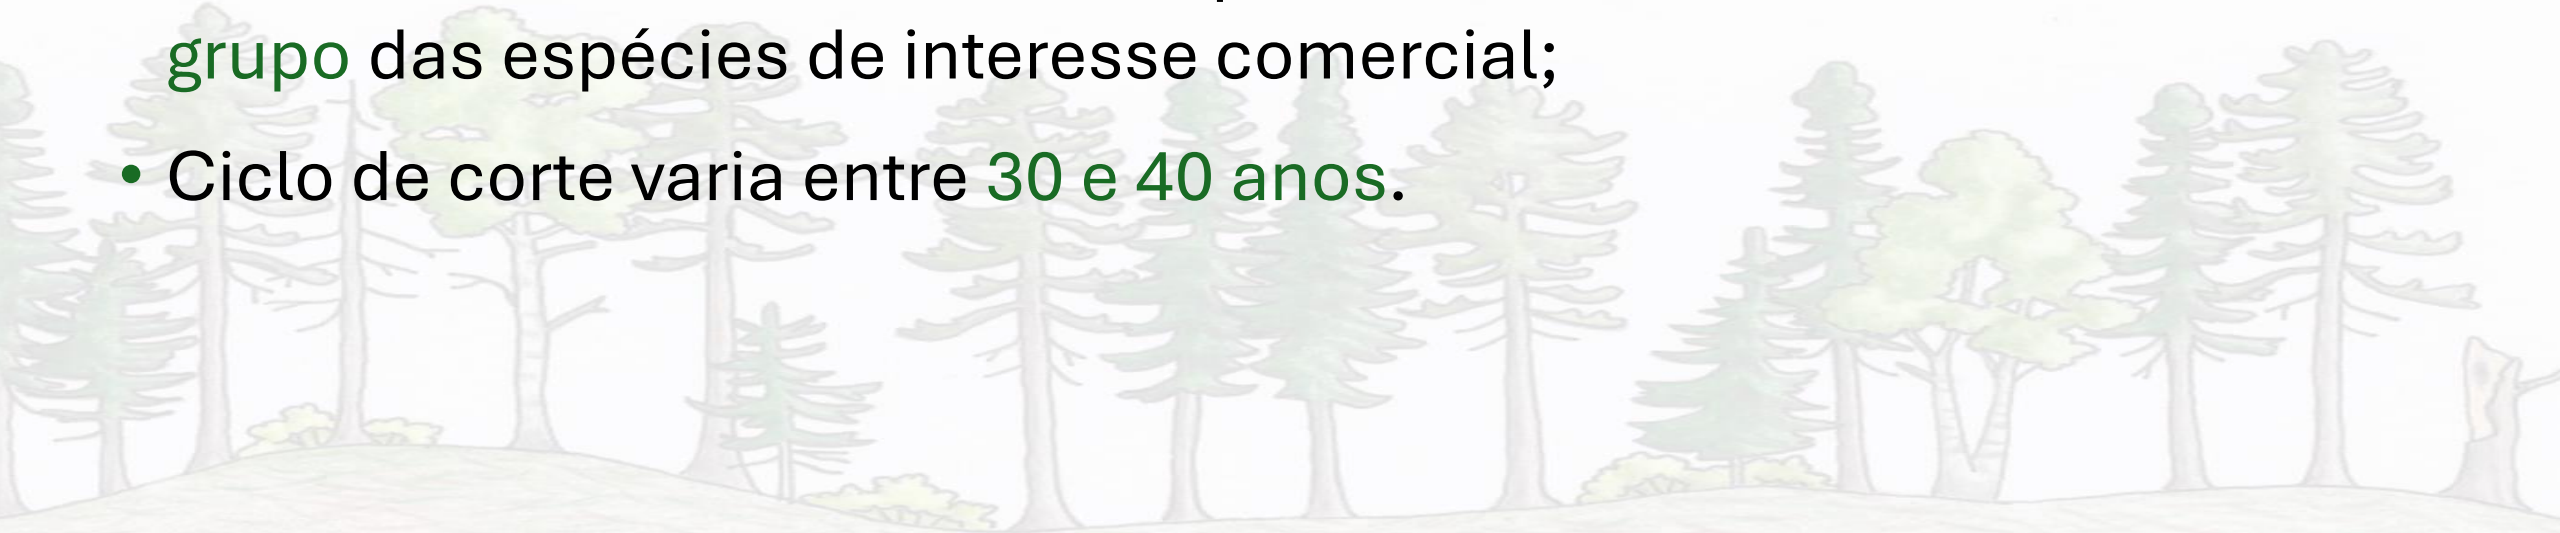 grupo das espécies de interesse comercial;
• Ciclo de corte varia entre 30 e 40 anos.